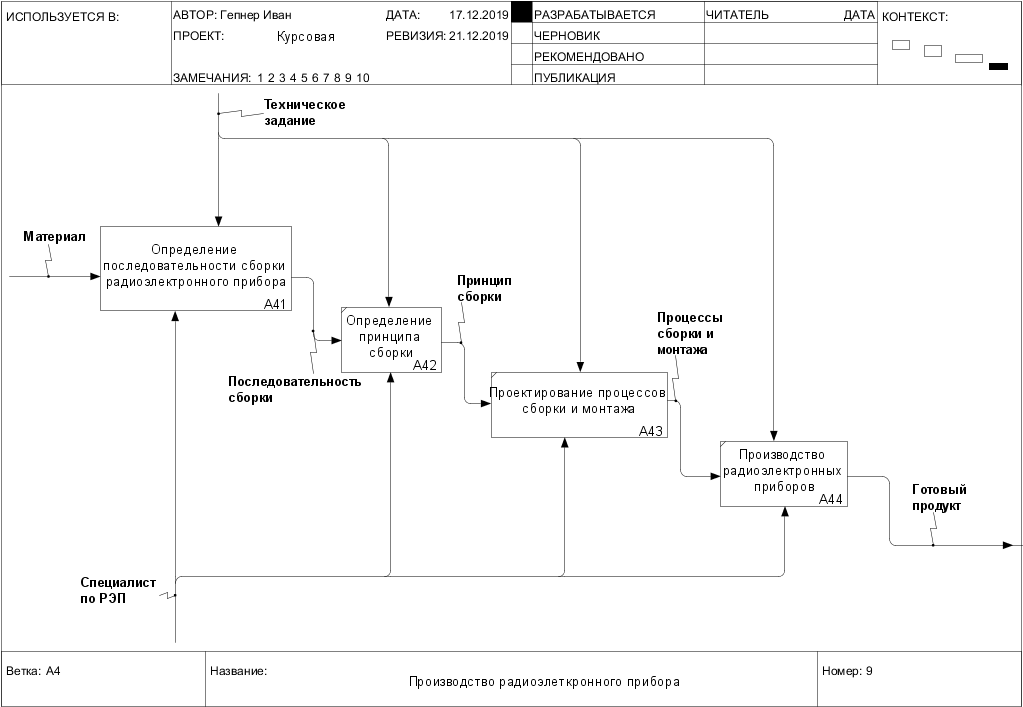 ИСПОЛЬЗУЕТСЯ В:
АВТОР: Гепнер Иван
ДАТА: 17.12.2019
ПРОЕКТ: Курсовая
РЕВИЗИЯ: 21.12.2019
ЗАМЕЧАНИЯ: 1 2 3 4 5 6 7 8 9 10
РАЗРАБАТЫВАЕТСЯ
ЧЕРНОВИК
РЕКОМЕНДОВАНО
ПУБЛИКАЦИЯ
ЧИТАТЕЛЬ
ДАТА
КОНТЕКСТ:
Техническое
задание
Материал
Определение
последовательности сборки
радиоэлектронного прибора
A41
Последовательность
сборки
Определение
принципа
сборки
A42
Принцип
сборки
Проектирование процессов
сборки и монтажа
A43
Процессы
сборки и
монтажа
Производство
радиоэлектронных
приборов
A44
Готовый
продукт
Специалист
по РЭП
Ветка: A4
Название:
Производство радиоэлеткронного прибора
Номер: 9